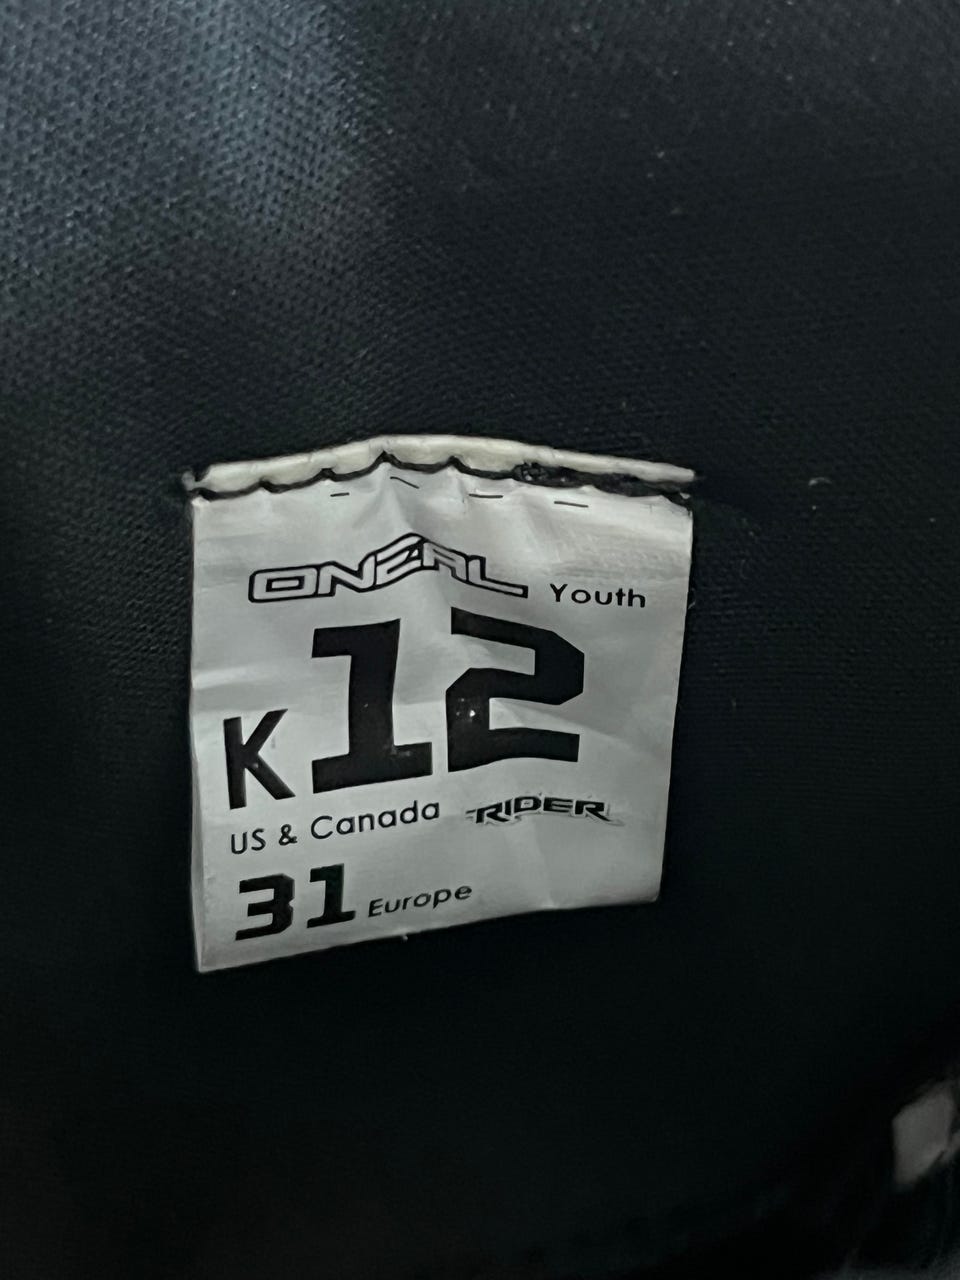 ONEAL Youth
K12
US & Canada RIDER
31 Europe